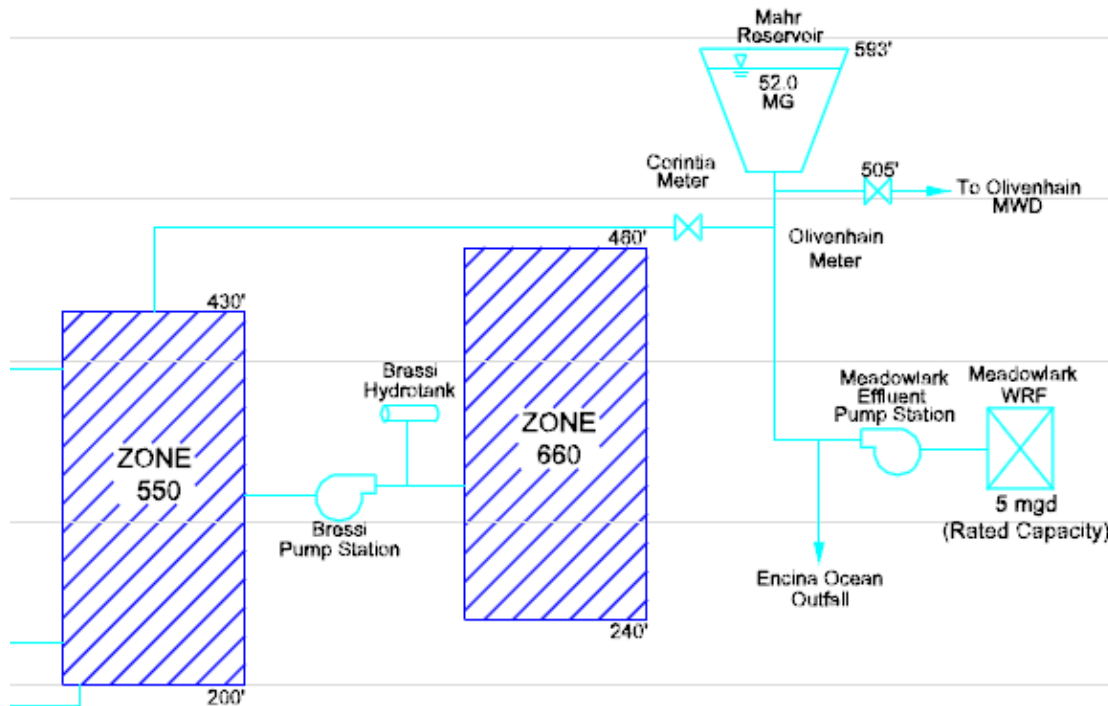 Mahr
Reservoir
593'
52.0
MG
Corintia
Meter
505'
To Olivenhain
MWD
Olivenhain
Meter
460'
430'
Brassi
Hydrotank
Meadowlark
Effluent
Pump Station
Meadowlark
WRF
ZONE
550
ZONE
660
Bressi
Pump Station
5 mgd
(Rated Capacity)
Encina Ocean
Outfall
240'
200'